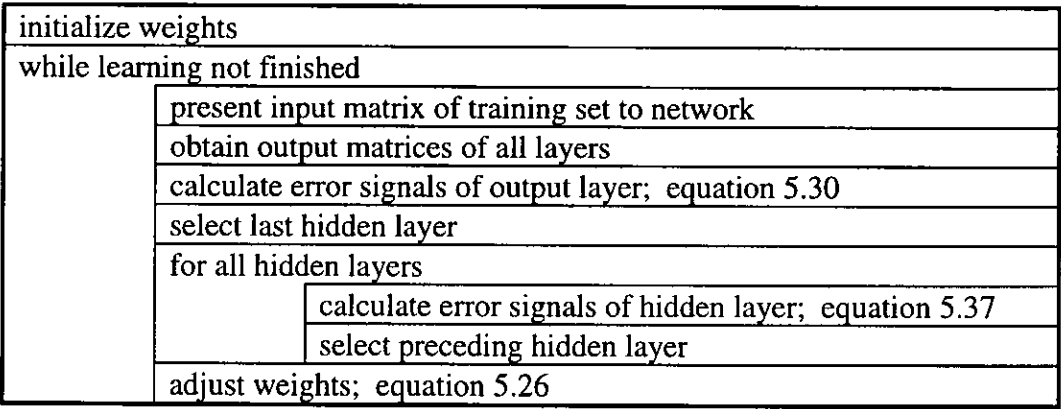 initialize weights
while learning not finished
present input matrix of training set to network
obtain output matrices of all layers
calculate error signals of output layer; equation 5.30
select last hidden layer
for all hidden layers
calculate error signals of hidden layer; equation 5.37
select preceding hidden layer
adjust weights; equation 5.26